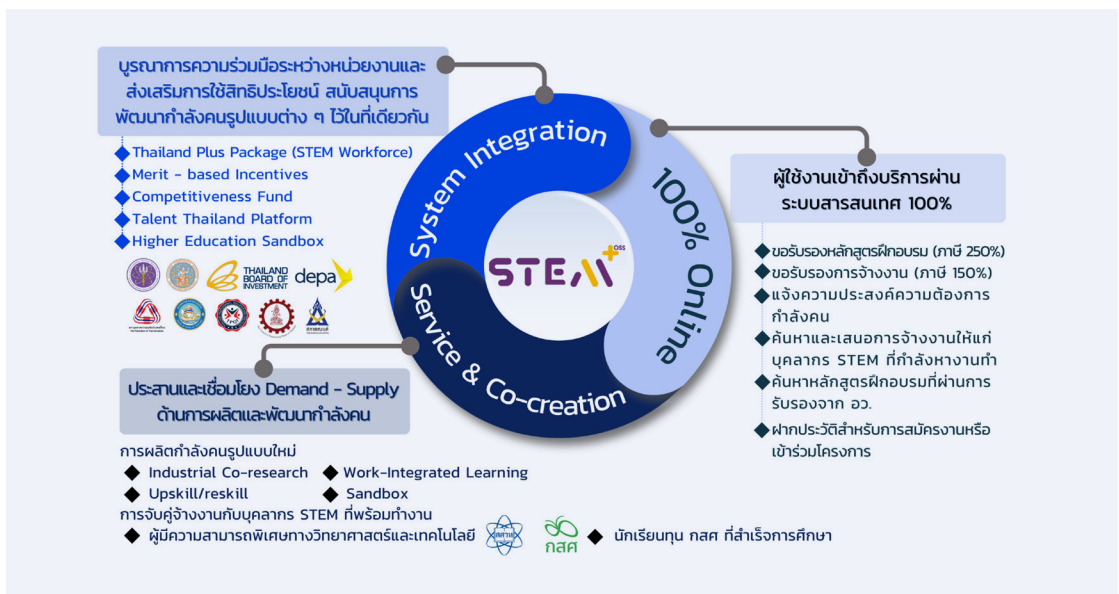 บูรณาการความร่วมมือระหว่างหน่วยงานและ
ส่งเสริมการใช้สิทธิประโยชน์ สนับสนุนการ
พัฒนากำลังคนรูปแบบต่าง ๆ ไว้ในที่เดียวกัน
Thailand Plus Package (STEM Workforce)
Merit - based Incentives
Competitiveness Fund
Talent Thailand Platform
Higher Education Sandbox
THAILAND
BOARD OF
INVESTMENT
depa
System Integration
100% Online
Service & Co-creation
STEM+
OSS
ผู้ใช้งานเข้าถึงบริการผ่าน
ระบบสารสนเทศ 100%
ขอรับรองหลักสูตรฝึกอบรม (ภาษี 250%)
ขอรับรองการจ้างงาน (ภาษี 150%)
แจ้งความประสงค์ความต้องการ
กำลังคน
ค้นหาและเสนอการจ้างงานให้แก่
บุคลากร STEM ที่กำลังหางานทำ
ค้นหาหลักสูตรฝึกอบรมที่ผ่านการ
รับรองจาก อว.
ฝากประวัติสำหรับการสมัครงานหรือ
เข้าร่วมโครงการ
ประสานและเชื่อมโยง Demand - Supply
ด้านการผลิตและพัฒนากำลังคน
การผลิตกำลังคนรูปแบบใหม่
Industrial Co-research
Work-Integrated Learning
Upskill/reskill
Sandbox
การจับคู่จ้างงานกับบุคลากร STEM ที่พร้อมทำงาน
ผู้มีความสามารถพิเศษทางวิทยาศาสตร์และเทคโนโลยี
กสศ
นักเรียนทุน กสศ ที่สำเร็จการศึกษา